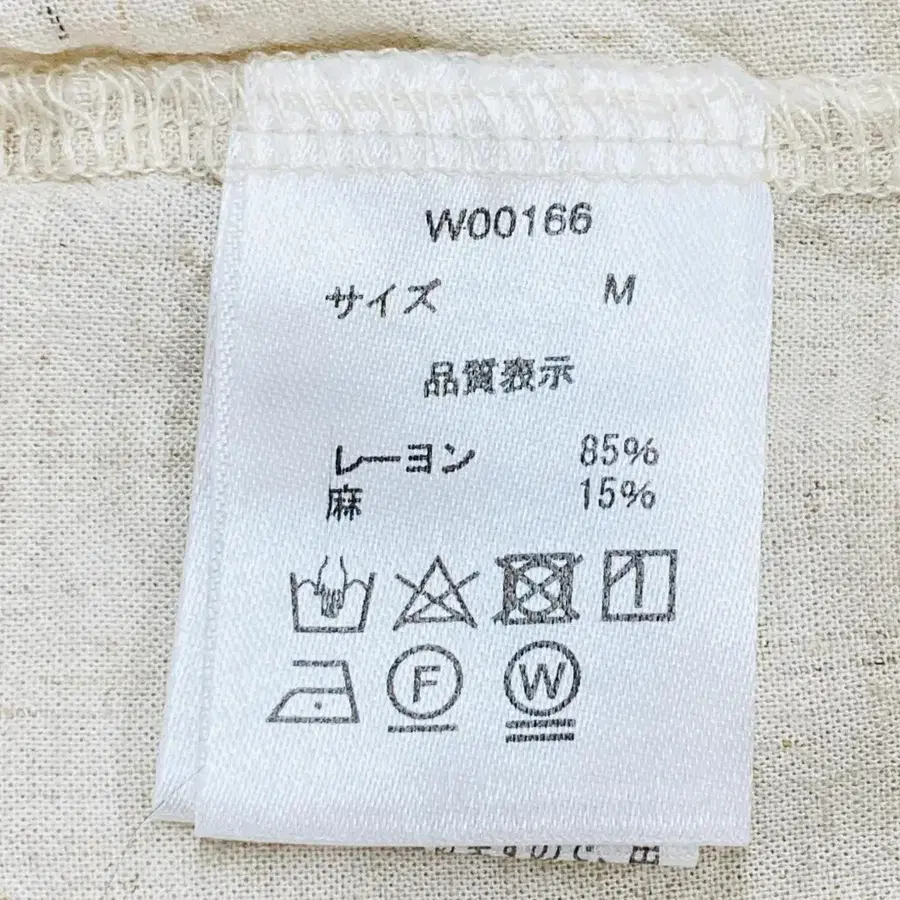 W00166
サイズ M
品質表示
レーヨン 85%
麻 15%
F W